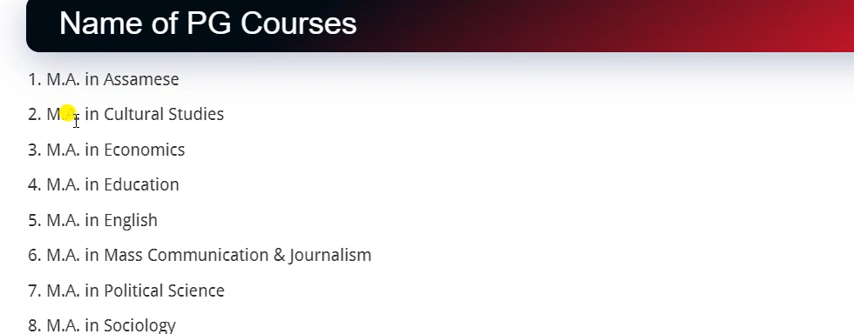 Name of PG Courses
1. M.A. in Assamese
2. M.A. in Cultural Studies
3. M.A. in Economics
4. M.A. in Education
5. M.A. in English
6. M.A. in Mass Communication & Journalism
7. M.A. in Political Science
8. M.A. in Sociology